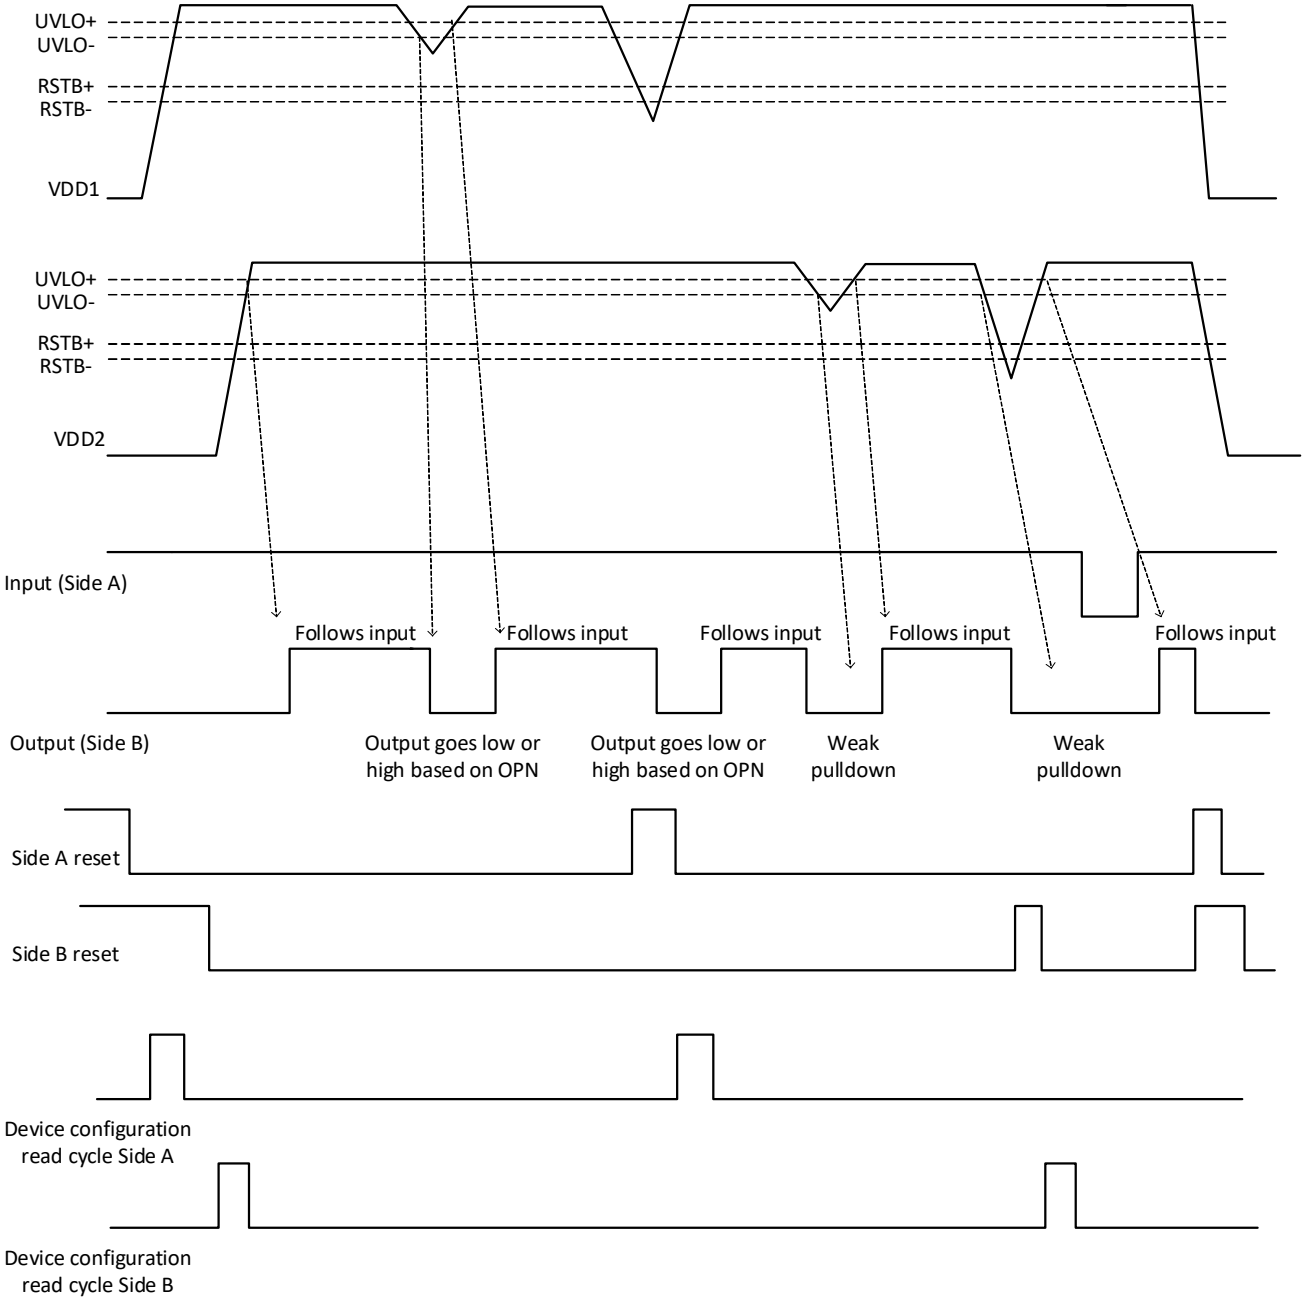 UVLO+
UVLO-
RSTB+
RSTB-
VDD1
UVLO+
UVLO-
RSTB+
RSTB-
VDD2
Input (Side A)
Follows input
Follows input
Follows input
Follows input
Follows input
Output (Side B)
Output goes low or
high based on OPN
Output goes low or
high based on OPN
Weak
pulldown
Weak
pulldown
Side A reset
Side B reset
Device configuration
read cycle Side A
Device configuration
read cycle Side B